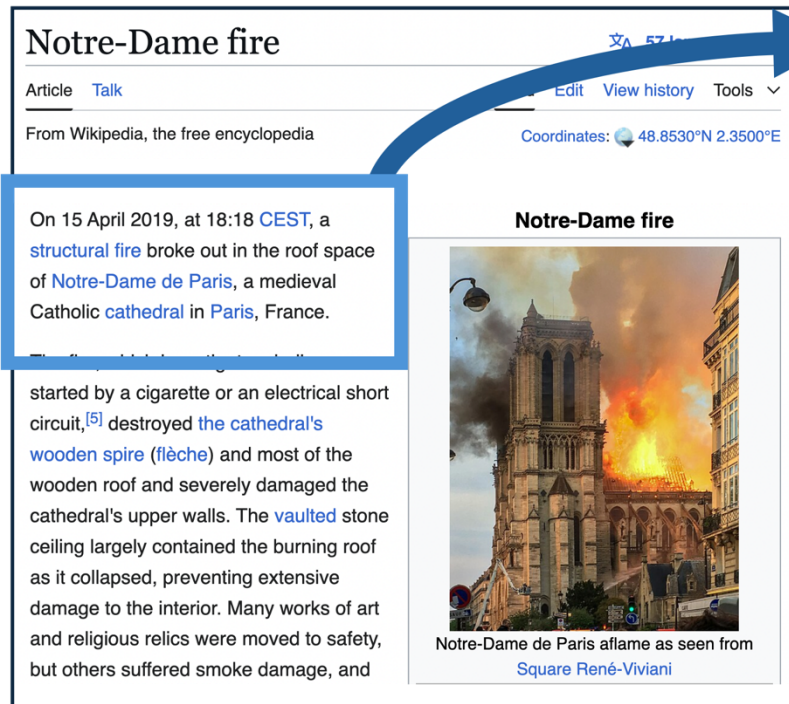 Notre-Dame fire
文A 57
Article Talk Edit View history Tools
From Wikipedia, the free encyclopedia
Coordinates: 48.8530°N 2.3500°E
On 15 April 2019, at 18:18 CEST, a
structural fire broke out in the roof space
of Notre-Dame de Paris, a medieval
Catholic cathedral in Paris, France.
started by a cigarette or an electrical short
circuit,[5] destroyed the cathedral's
wooden spire (flèche) and most of the
wooden roof and severely damaged the
cathedral's upper walls. The vaulted stone
ceiling largely contained the burning roof
as it collapsed, preventing extensive
damage to the interior. Many works of art
and religious relics were moved to safety,
but others suffered smoke damage, and
Notre-Dame fire
Notre-Dame de Paris aflame as seen from
Square René-Viviani